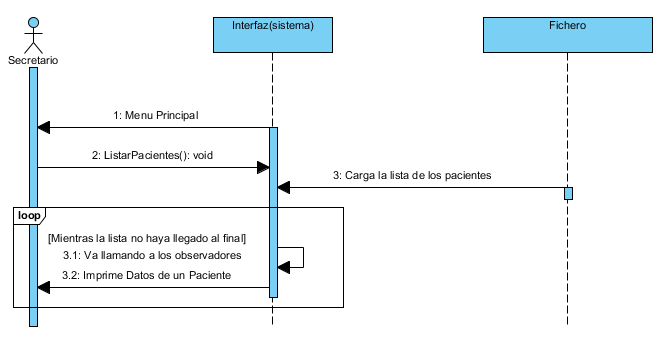 Interfaz(sistema)
Fichero
Secretario
1: Menu Principal
2: ListarPacientes(): void
3: Carga la lista de los pacientes
loop
[Mientras la lista no haya llegado al final]
3.1: Va llamando a los observadores
3.2: Imprime Datos de un Paciente